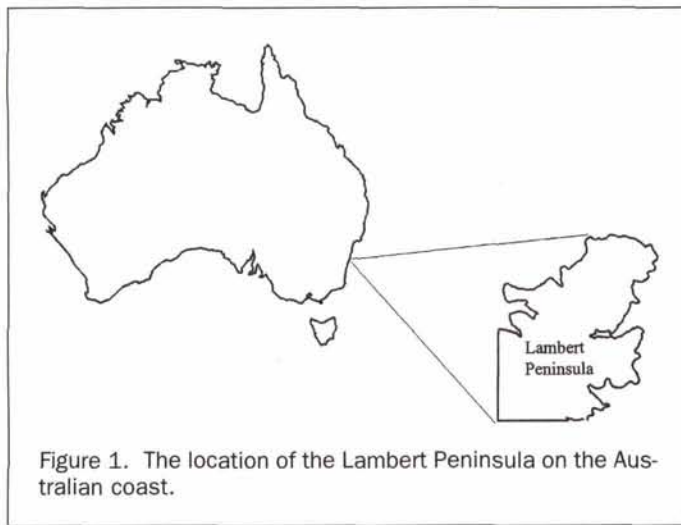 Lambert
Peninsula
Figure 1. The location of the Lambert Peninsula on the Aus-
tralian coast.